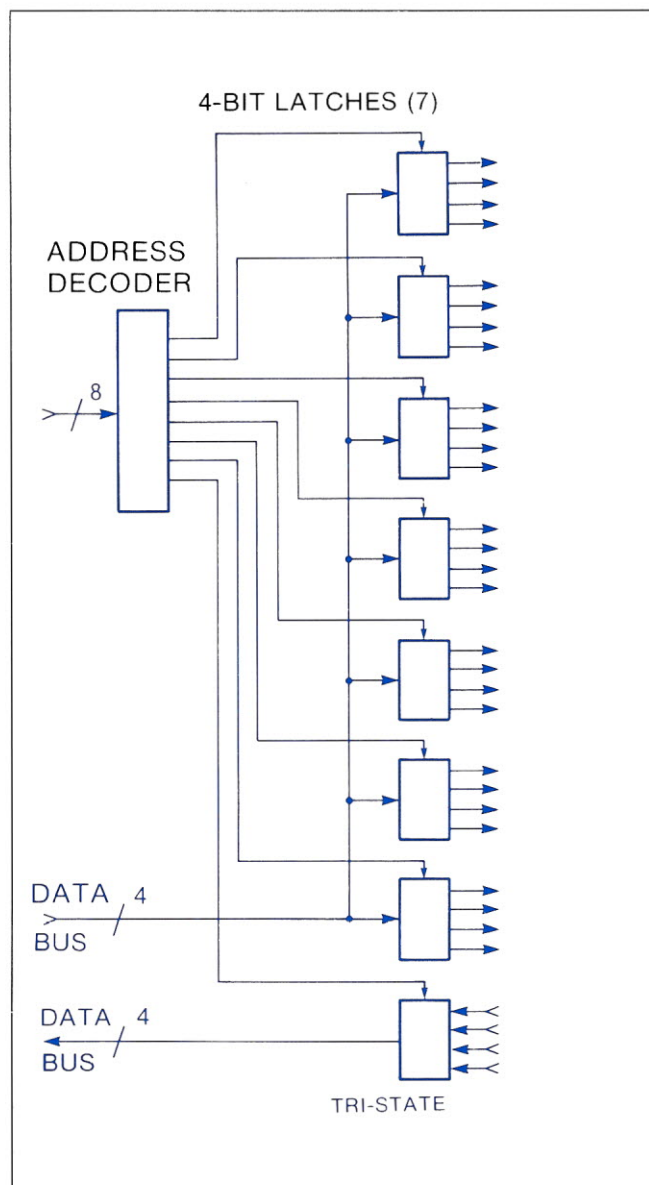 4-BIT LATCHES (7)
ADDRESS
DECODER
8
DATA 4
BUS
DATA 4
BUS
TRI-STATE